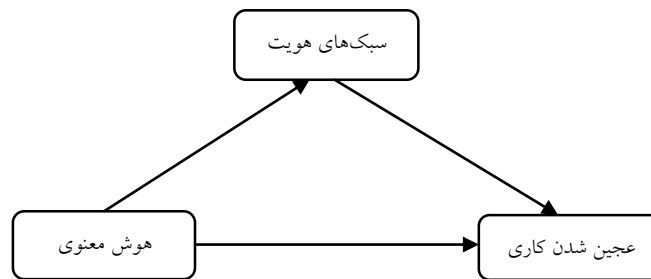 سبک‌های هویت
هوش معنوی
عجین شدن کاری